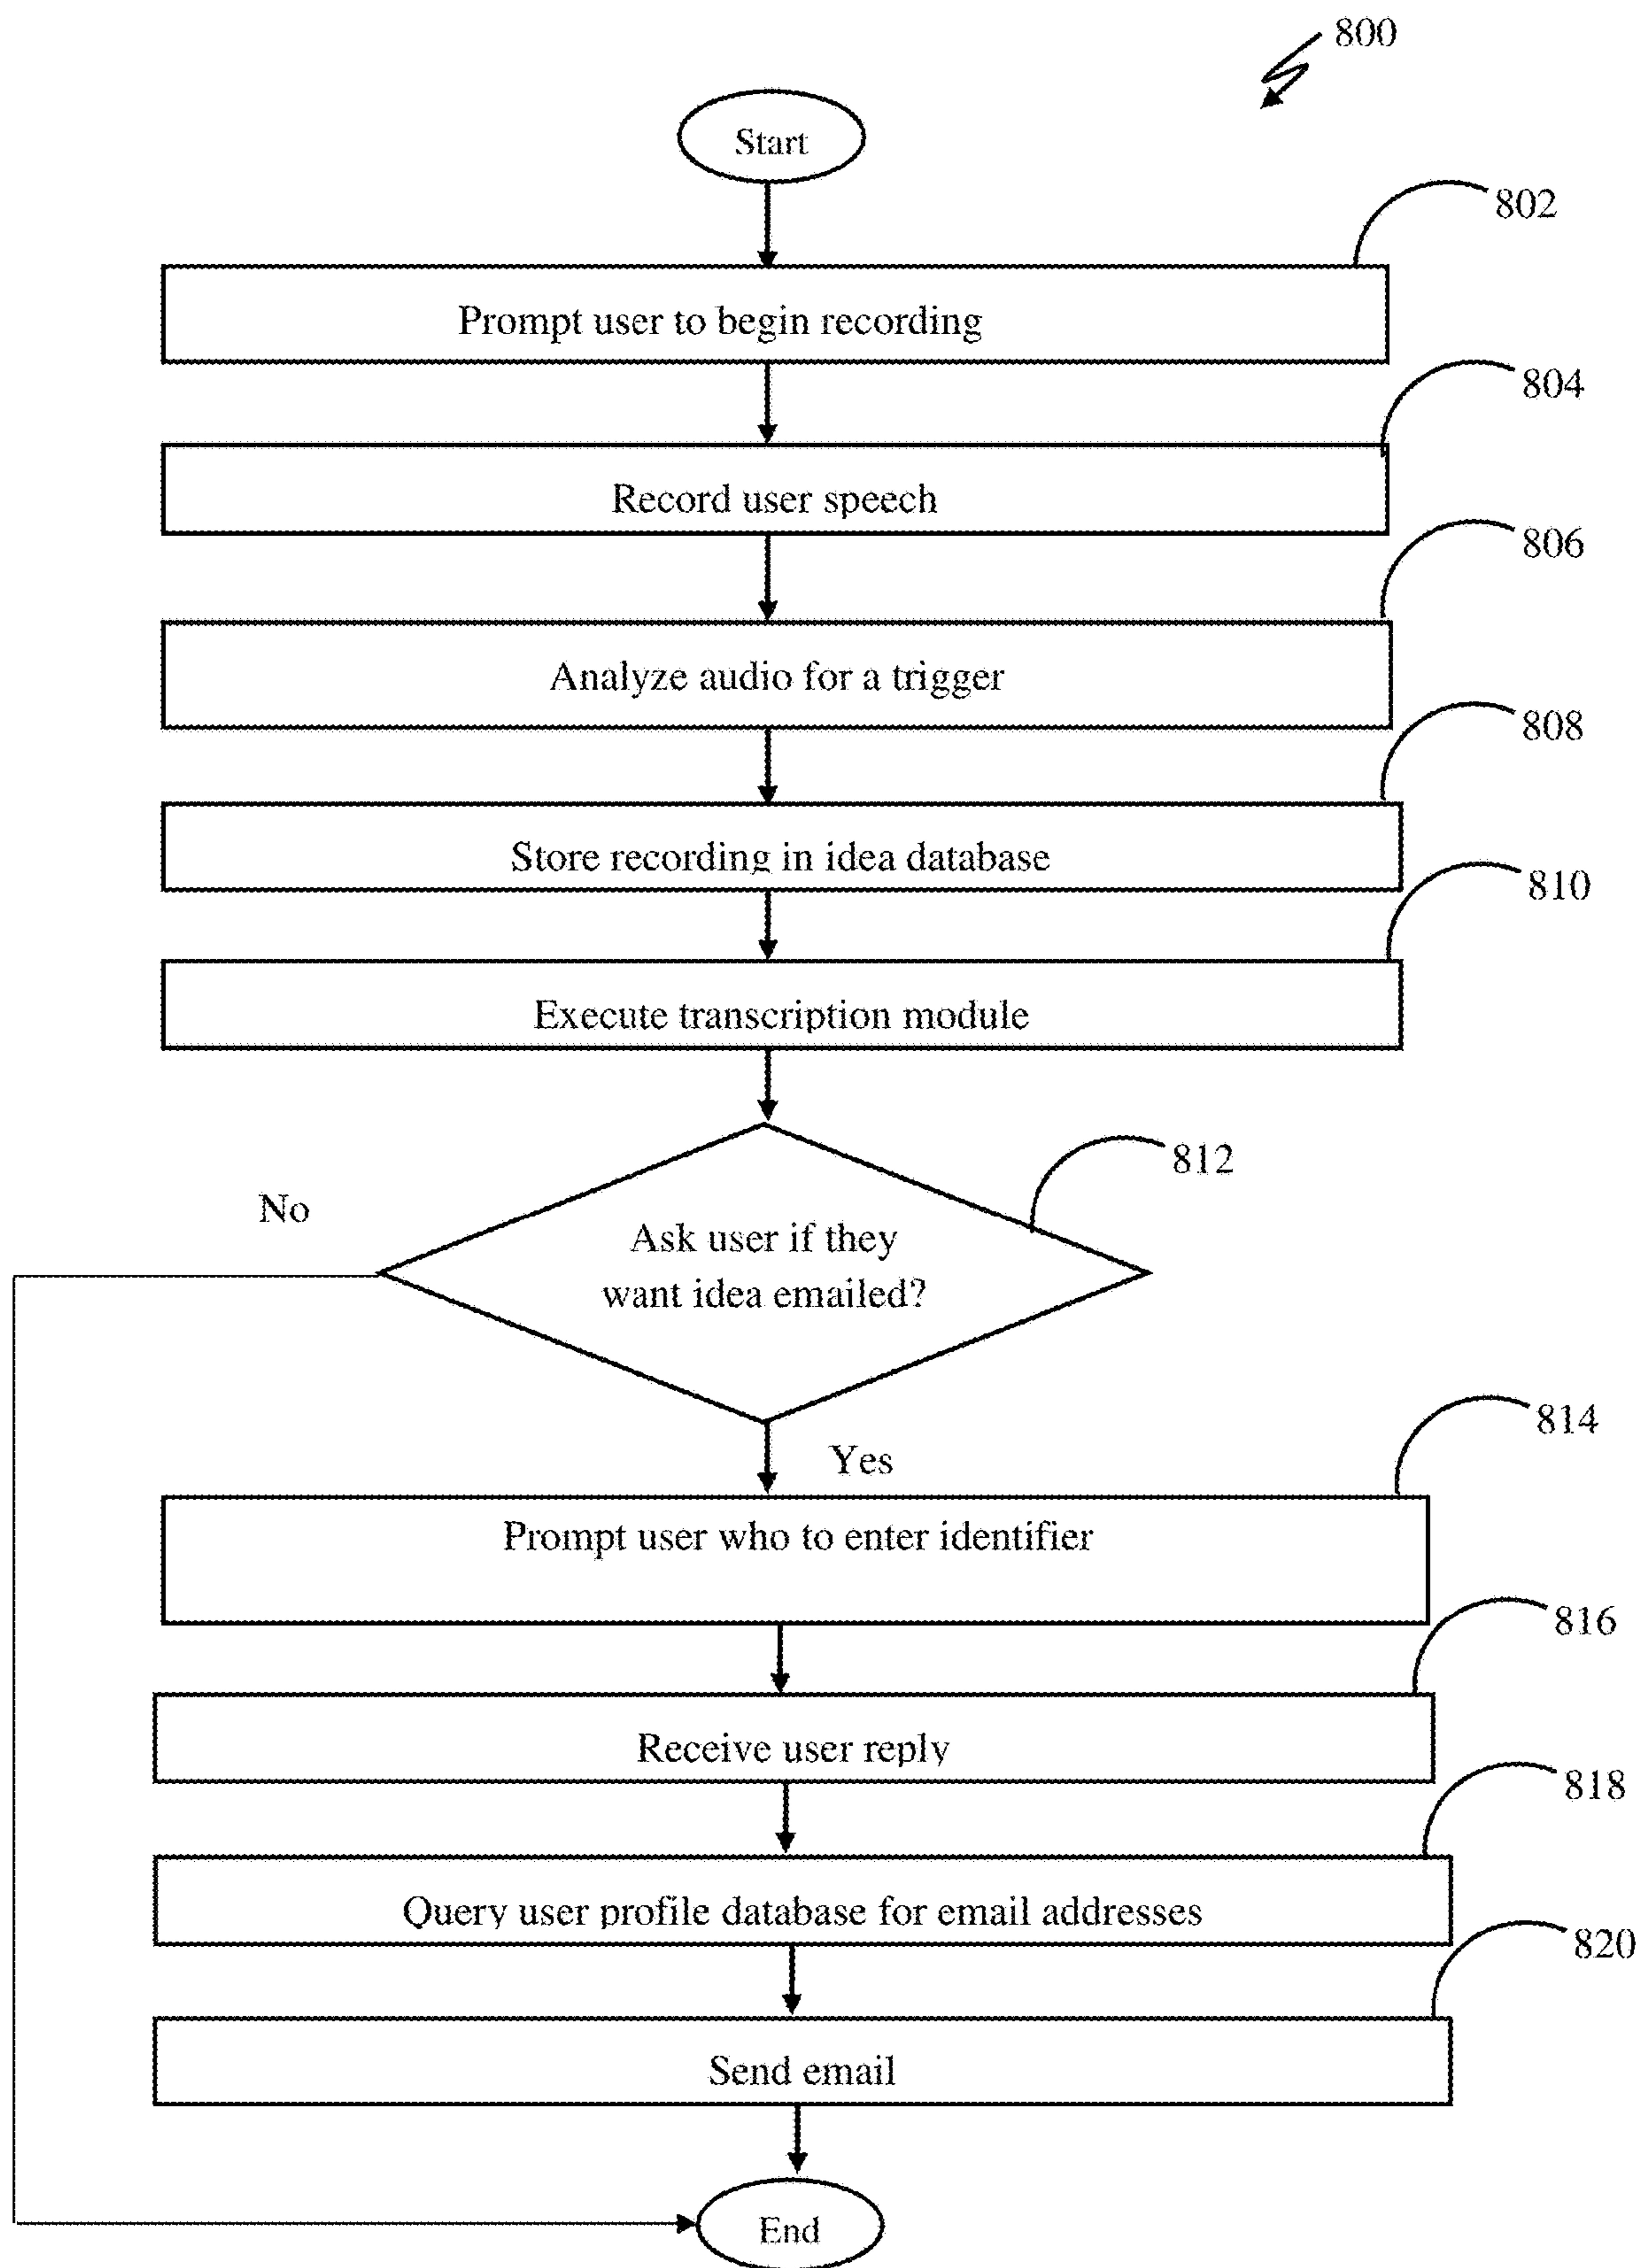 800
Start
802
Prompt user to begin recording
804
Record user speech
806
Analyze audio for a trigger
808
Store recording in idea database
810
Execute transcription module
812
No
Ask user if they
want idea emailed?
814
Yes
Prompt user who to enter identifier
816
Receive user reply
818
Query user profile database for email addresses
820
Send email
End